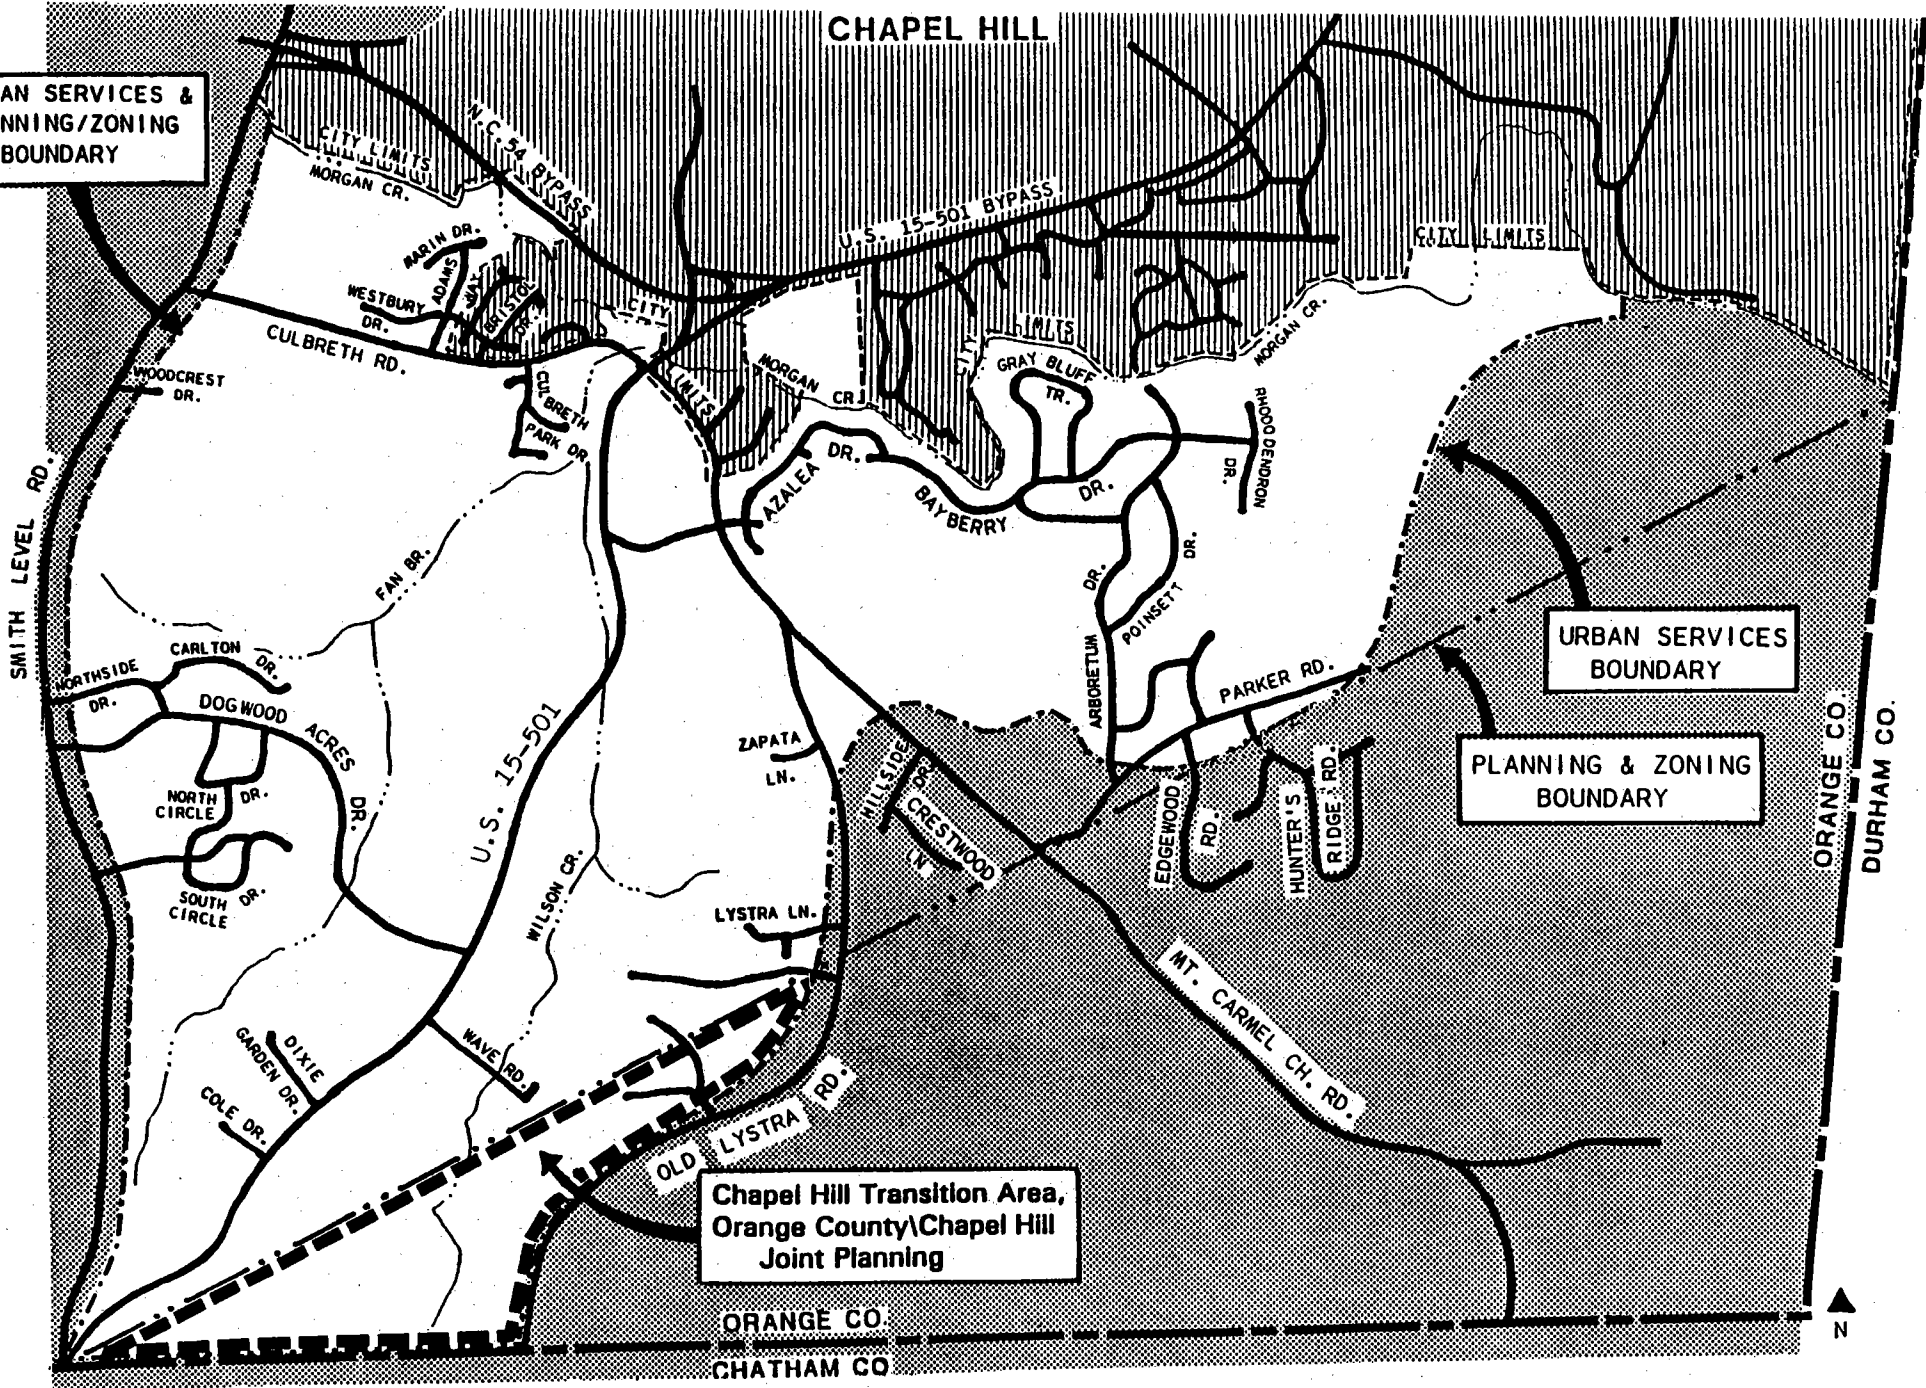 CHAPEL HILL
AN SERVICES &
NNING/ZONING
BOUNDARY
N.C. 54 BYPASS
CITY LIMITS
MORGAN CR.
U.S. 15-501 BYPASS
CITY LIMITS
MARIN DR.
ADAMS
WAY
BRISTOL
DR.
WESTBURY
DR.
CITY
LIMITS
CULBRETH RD.
MORGAN
CR.
CITY
LIMITS
MORGAN CR.
GRAY BLUFF
TR.
WOODCREST
DR.
CULBRETH
PARK DR.
RHODODENDRON
DR.
AZALEA
DR.
BAYBERRY
DR.
SMITH LEVEL RD.
FAN BR.
DR.
POINSETT
DR.
ARBORETUM
URBAN SERVICES
BOUNDARY
CARLTON
DR.
NORTHSIDE
DR.
DOGWOOD
ACRES
DR.
PARKER RD.
U.S. 15-501
ZAPATA
LN.
PLANNING & ZONING
BOUNDARY
ORANGE CO.
DURHAM CO.
NORTH
CIRCLE
DR.
HILLSIDE
DR.
CRESTWOOD
LN.
EDGEWOOD
RD.
HUNTER'S
RIDGE RD.
SOUTH
CIRCLE
DR.
WILSON CR.
LYSTRA LN.
MT. CARMEL CH. RD.
DIXIE
GARDEN DR.
WAVE RD.
COLE DR.
OLD LYSTRA RD.
Chapel Hill Transition Area,
Orange County\Chapel Hill
Joint Planning
ORANGE CO.
CHATHAM CO
N